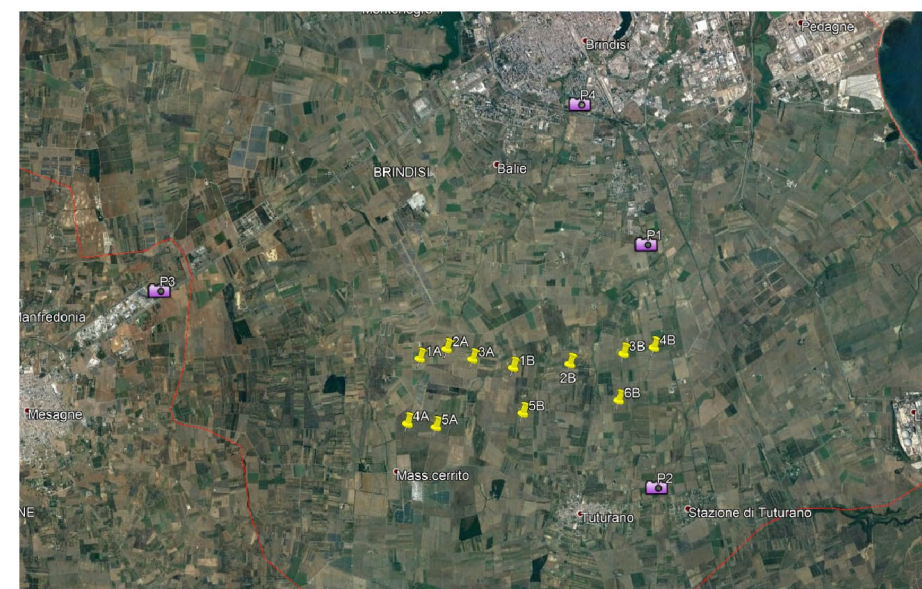 Pedagne
Brindisi
P4
Balie
BRINDISI
P1
P3
Manfredonia
2A
4B
1A
3A
3B
1B
2B
6B
5B
Mesagne
4A
5A
Mass.cerrito
P2
NE
Tuturano
Stazione di Tuturano